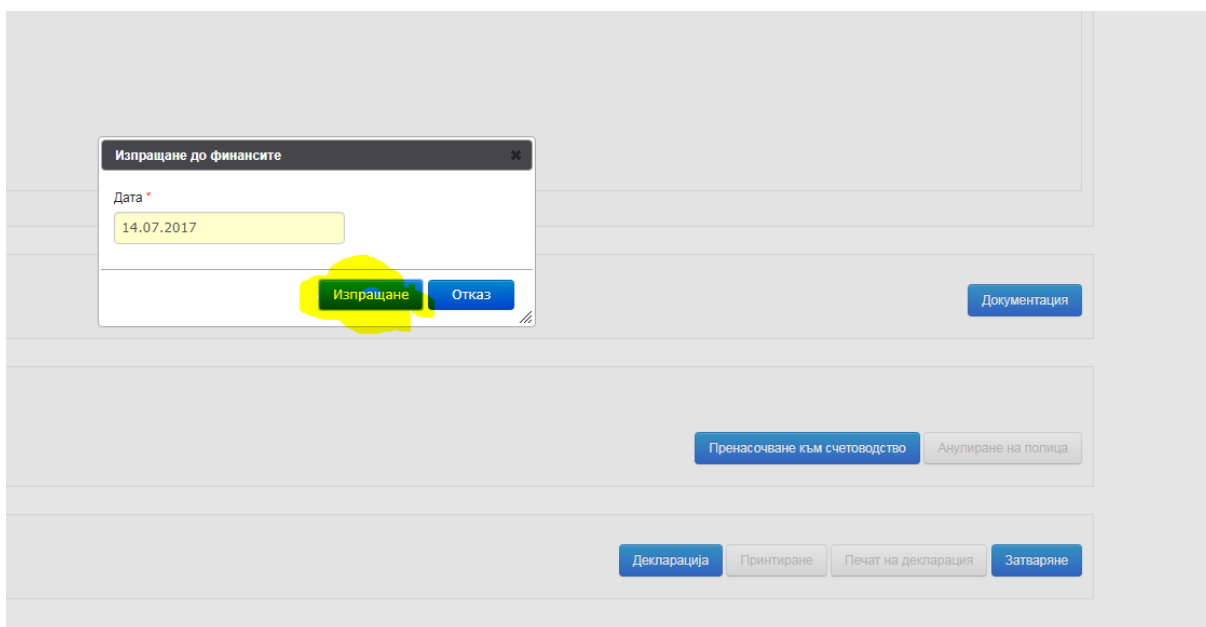 Изпращане до финансите
Дата *
14.07.2017
Изпращане Отказ
Документация
Пренасочване към счетоводство Анулиране на полица
Декларација Принтиране Печат на декларация Затваряне